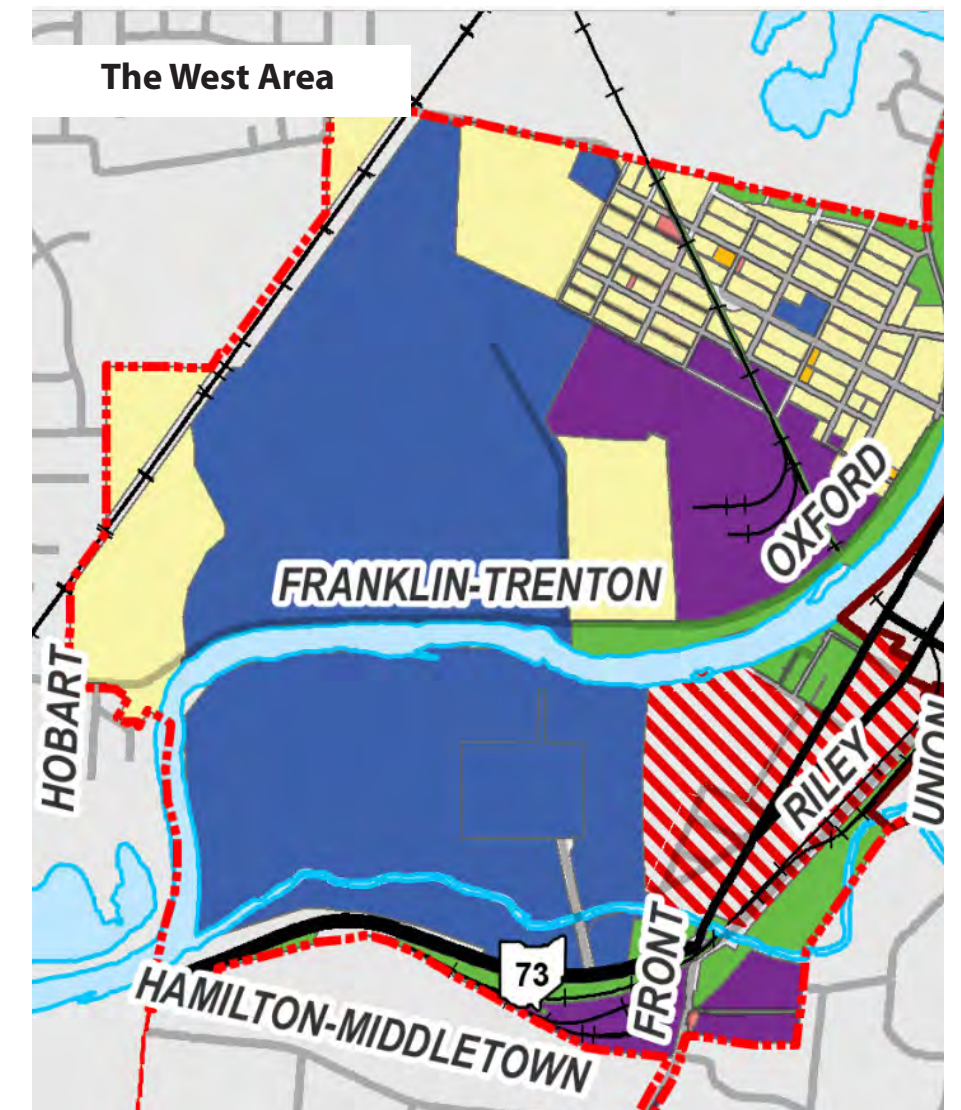 The West Area
OXFORD
FRANKLIN-TRENTON
HOBART
RILEY
UNION
FRONT
73
HAMILTON-MIDDLETOWN